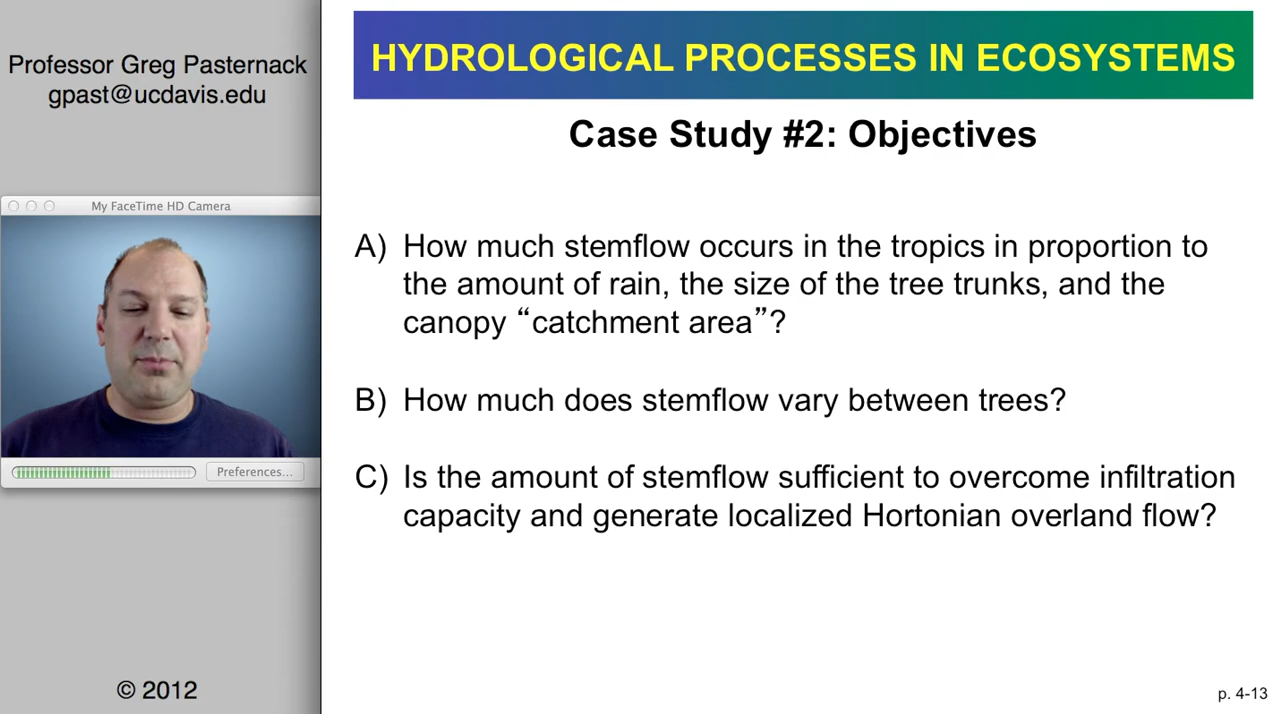 Professor Greg Pasternack
gpast@ucdavis.edu
My FaceTime HD Camera
Preferences...
© 2012
HYDROLOGICAL PROCESSES IN ECOSYSTEMS
Case Study #2: Objectives
A) How much stemflow occurs in the tropics in proportion to
the amount of rain, the size of the tree trunks, and the
canopy “catchment area”?
B) How much does stemflow vary between trees?
C) Is the amount of stemflow sufficient to overcome infiltration
capacity and generate localized Hortonian overland flow?
p. 4-13